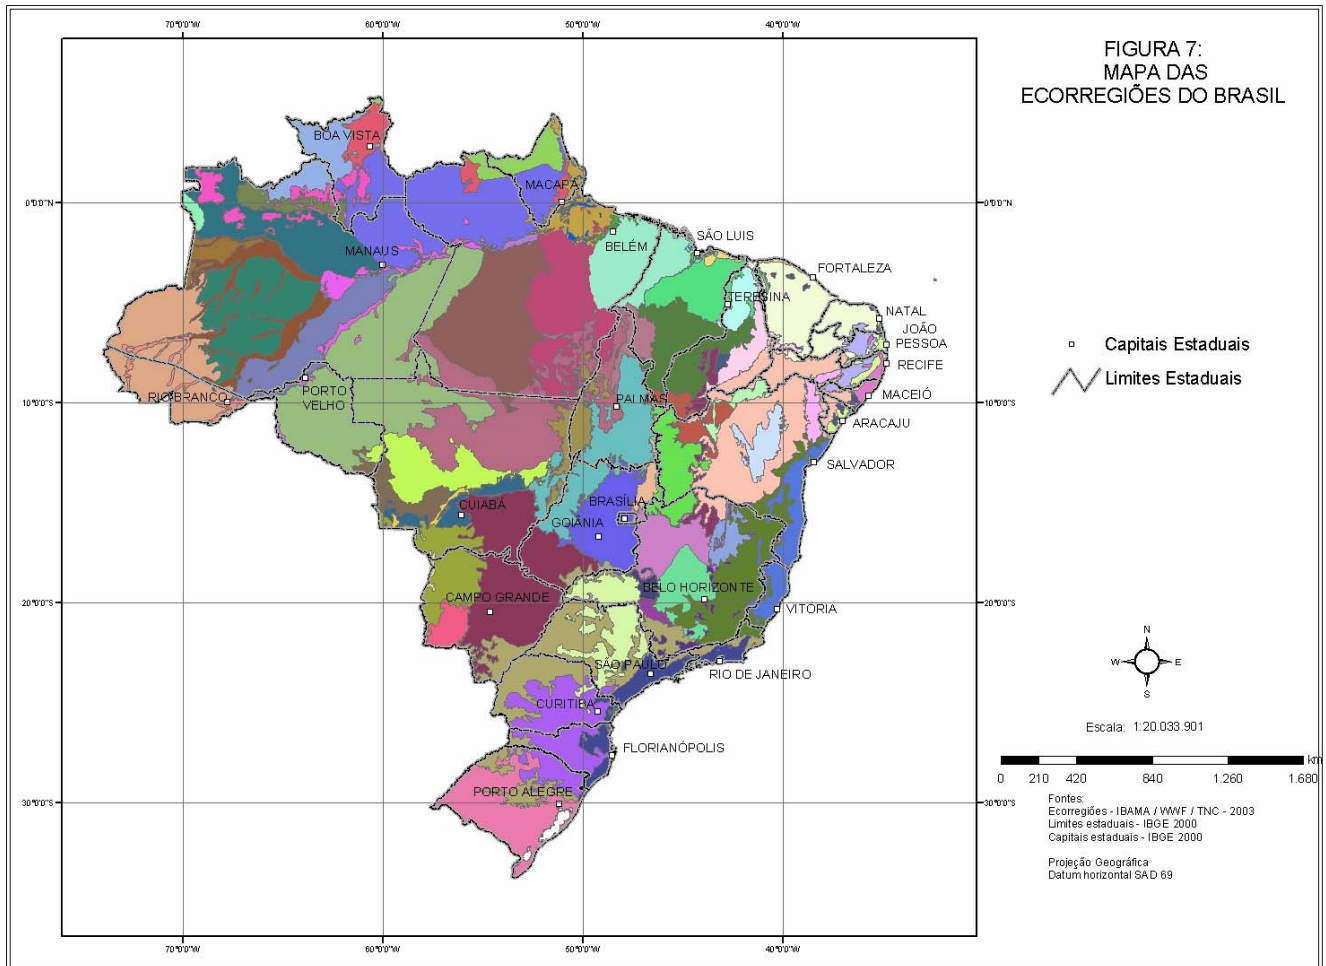 FIGURA 7:
MAPA DAS
ECORREGIÕES DO BRASIL
70°0'0"W 60°0'0"W 50°0'0"W 40°0'0"W
BOA VISTA
MACAPÁ
0°0'0"N 0°0'0"N
MANAUS
BELÉM
SÃO LUIS
FORTALEZA
TERESINA
NATAL
JOÃO
PESSOA
RECIFE
PORTO
VELHO
RIO BRANCO
PALMAS
MACEIÓ
10°0'0"S 10°0'0"S
ARACAJU
SALVADOR
CUIABÁ
BRASÍLIA
GOIÂNIA
CAMPO GRANDE
BELO HORIZONTE
VITÓRIA
20°0'0"S 20°0'0"S
SÃO PAULO
RIO DE JANEIRO
CURITIBA
FLORIANÓPOLIS
PORTO ALEGRE
30°0'0"S 30°0'0"S
70°0'0"W 60°0'0"W 50°0'0"W 40°0'0"W
Capitais Estaduais
Limites Estaduais
N
W E
S
Escala: 1:20.033.901
km
0 210 420 840 1.260 1.680
Fontes:
Ecorregiões - IBAMA / WWF / TNC - 2003
Limites estaduais - IBGE 2000
Capitais estaduais - IBGE 2000
Projeção Geográfica
Datum horizontal SAD 69